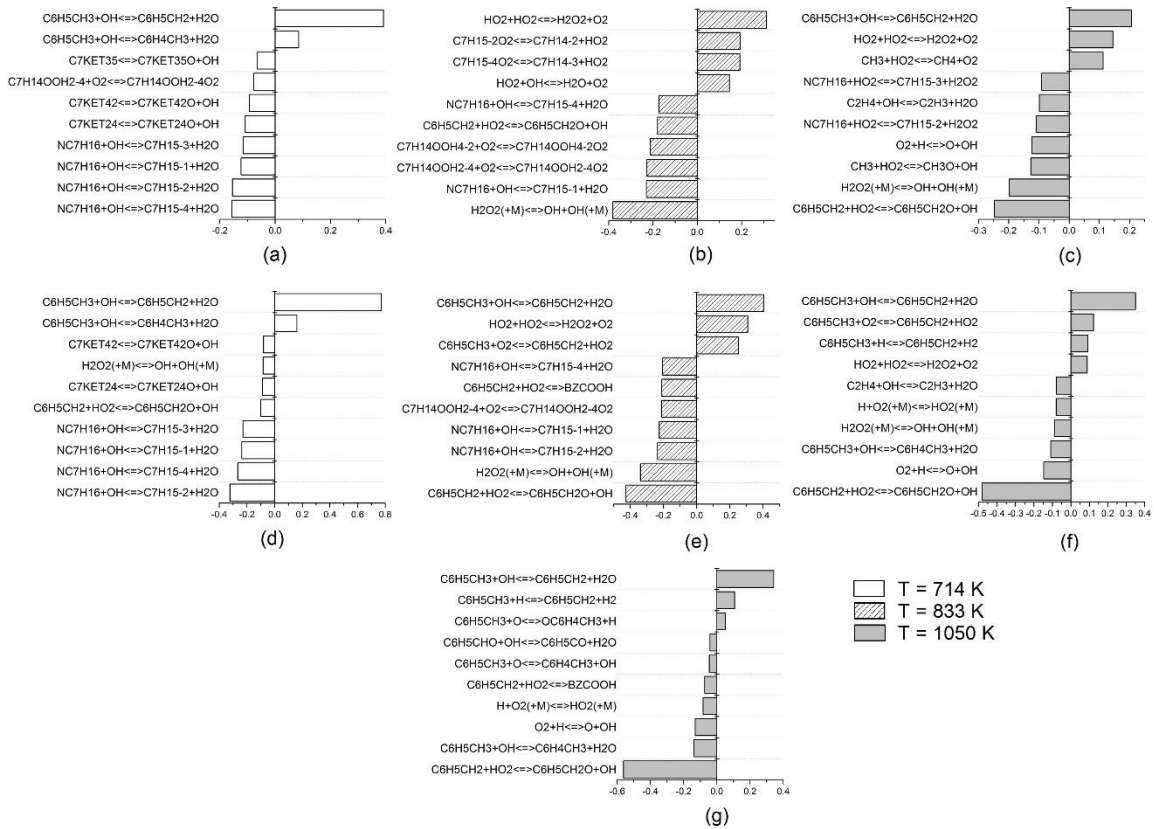 C6H5CH3+OH<=>C6H5CH2+H2O
C6H5CH3+OH<=>C6H4CH3+H2O
C7KET35<=>C7KET35O+OH
C7H14OOH2-4+O2<=>C7H14OOH2-4O2
C7KET42<=>C7KET42O+OH
C7KET24<=>C7KET24O+OH
NC7H16+OH<=>C7H15-3+H2O
NC7H16+OH<=>C7H15-1+H2O
NC7H16+OH<=>C7H15-2+H2O
NC7H16+OH<=>C7H15-4+H2O
-0.2 0.0 0.2 0.4
(a)
HO2+HO2<=>H2O2+O2
C7H15-2O2<=>C7H14-2+HO2
C7H15-4O2<=>C7H14-3+HO2
HO2+OH<=>H2O+O2
NC7H16+OH<=>C7H15-4+H2O
C6H5CH2+HO2<=>C6H5CH2O+OH
C7H14OOH4-2+O2<=>C7H14OOH4-2O2
C7H14OOH2-4+O2<=>C7H14OOH2-4O2
NC7H16+OH<=>C7H15-1+H2O
H2O2(+M)<=>OH+OH(+M)
-0.4 -0.2 0.0 0.2
(b)
C6H5CH3+OH<=>C6H5CH2+H2O
HO2+HO2<=>H2O2+O2
CH3+HO2<=>CH4+O2
NC7H16+HO2<=>C7H15-3+H2O2
C2H4+OH<=>C2H3+H2O
NC7H16+HO2<=>C7H15-2+H2O2
O2+H<=>O+OH
CH3+HO2<=>CH3O+OH
H2O2(+M)<=>OH+OH(+M)
C6H5CH2+HO2<=>C6H5CH2O+OH
-0.3 -0.2 -0.1 0.0 0.1 0.2
(c)
C6H5CH3+OH<=>C6H5CH2+H2O
C6H5CH3+OH<=>C6H4CH3+H2O
C7KET42<=>C7KET42O+OH
H2O2(+M)<=>OH+OH(+M)
C7KET24<=>C7KET24O+OH
C6H5CH2+HO2<=>C6H5CH2O+OH
NC7H16+OH<=>C7H15-3+H2O
NC7H16+OH<=>C7H15-1+H2O
NC7H16+OH<=>C7H15-4+H2O
NC7H16+OH<=>C7H15-2+H2O
-0.4 -0.2 0.0 0.2 0.4 0.6 0.8
(d)
C6H5CH3+OH<=>C6H5CH2+H2O
HO2+HO2<=>H2O2+O2
C6H5CH3+O2<=>C6H5CH2+HO2
NC7H16+OH<=>C7H15-4+H2O
C6H5CH2+HO2<=>BZCOOH
C7H14OOH2-4+O2<=>C7H14OOH2-4O2
NC7H16+OH<=>C7H15-1+H2O
NC7H16+OH<=>C7H15-2+H2O
H2O2(+M)<=>OH+OH(+M)
C6H5CH2+HO2<=>C6H5CH2O+OH
-0.4 -0.2 0.0 0.2 0.4
(e)
C6H5CH3+OH<=>C6H5CH2+H2O
C6H5CH3+O2<=>C6H5CH2+HO2
C6H5CH3+H<=>C6H5CH2+H2
HO2+HO2<=>H2O2+O2
C2H4+OH<=>C2H3+H2O
H+O2(+M)<=>HO2(+M)
H2O2(+M)<=>OH+OH(+M)
C6H5CH3+OH<=>C6H4CH3+H2O
O2+H<=>O+OH
C6H5CH2+HO2<=>C6H5CH2O+OH
-0.5 -0.4 -0.3 -0.2 -0.1 0.0 0.1 0.2 0.3 0.4
(f)
C6H5CH3+OH<=>C6H5CH2+H2O
C6H5CH3+H<=>C6H5CH2+H2
C6H5CH3+O<=>OC6H4CH3+H
C6H5CHO+OH<=>C6H5CO+H2O
C6H5CH3+O<=>C6H4CH3+OH
C6H5CH2+HO2<=>BZCOOH
H+O2(+M)<=>HO2(+M)
O2+H<=>O+OH
C6H5CH3+OH<=>C6H4CH3+H2O
C6H5CH2+HO2<=>C6H5CH2O+OH
-0.6 -0.4 -0.2 0.0 0.2 0.4
(g)
T = 714 K
T = 833 K
T = 1050 K